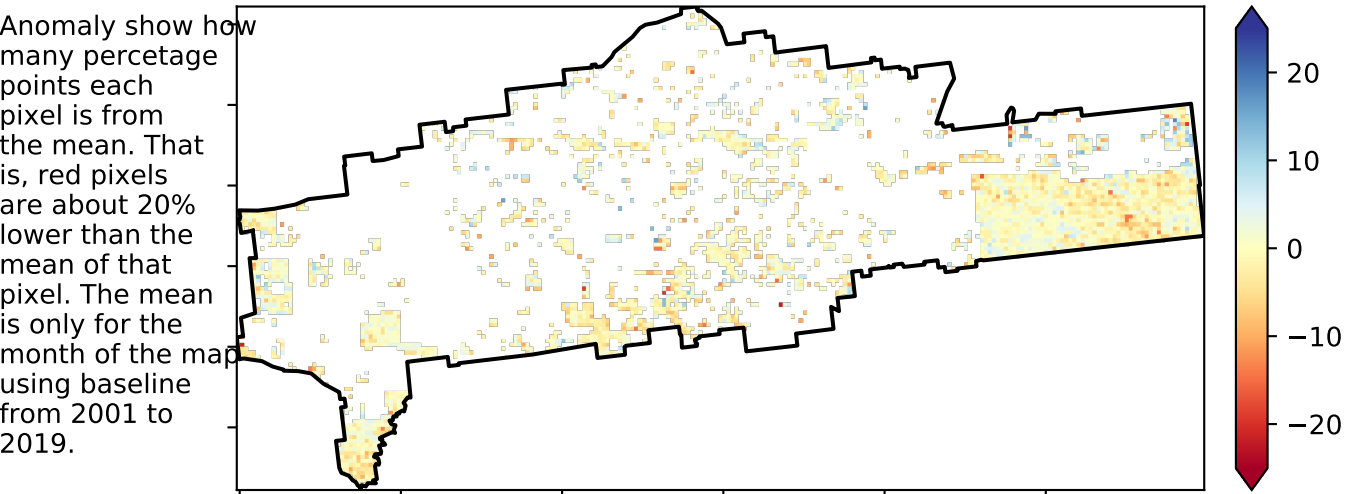 Anomaly show how
many percetage
points each
pixel is from
the mean. That
is, red pixels
are about 20%
lower than the
mean of that
pixel. The mean
is only for the
month of the map
using baseline
from 2001 to
2019.
20
10
0
−10
−20